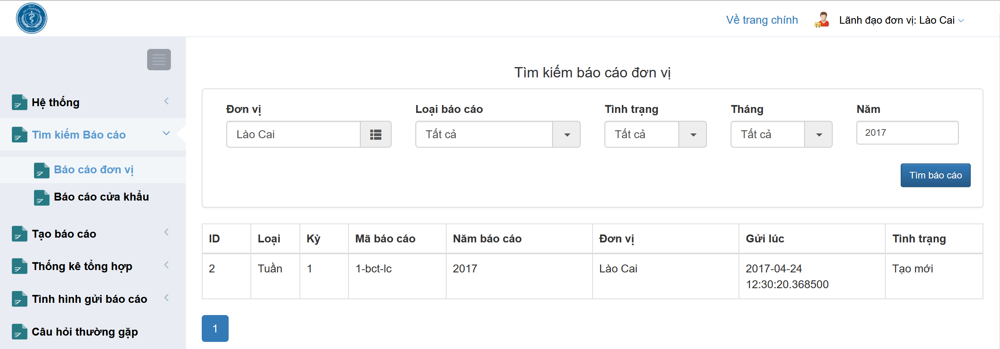 Về trang chính
Lãnh đạo đơn vị: Lào Cai
Hệ thống
Tìm kiếm Báo cáo
Báo cáo đơn vị
Báo cáo cửa khẩu
Tạo báo cáo
Thống kê tổng hợp
Tình hình gửi báo cáo
Câu hỏi thường gặp
Tìm kiếm báo cáo đơn vị
Đơn vị Loại báo cáo Tình trạng Tháng Năm
Lào Cai Tất cả Tất cả Tất cả 2017
Tìm báo cáo
ID Loại Kỳ Mã báo cáo Năm báo cáo Đơn vị Gửi lúc Tình trạng
2 Tuần 1 1-bct-lc 2017 Lào Cai 2017-04-24 Tạo mới
12:30:20.368500
1